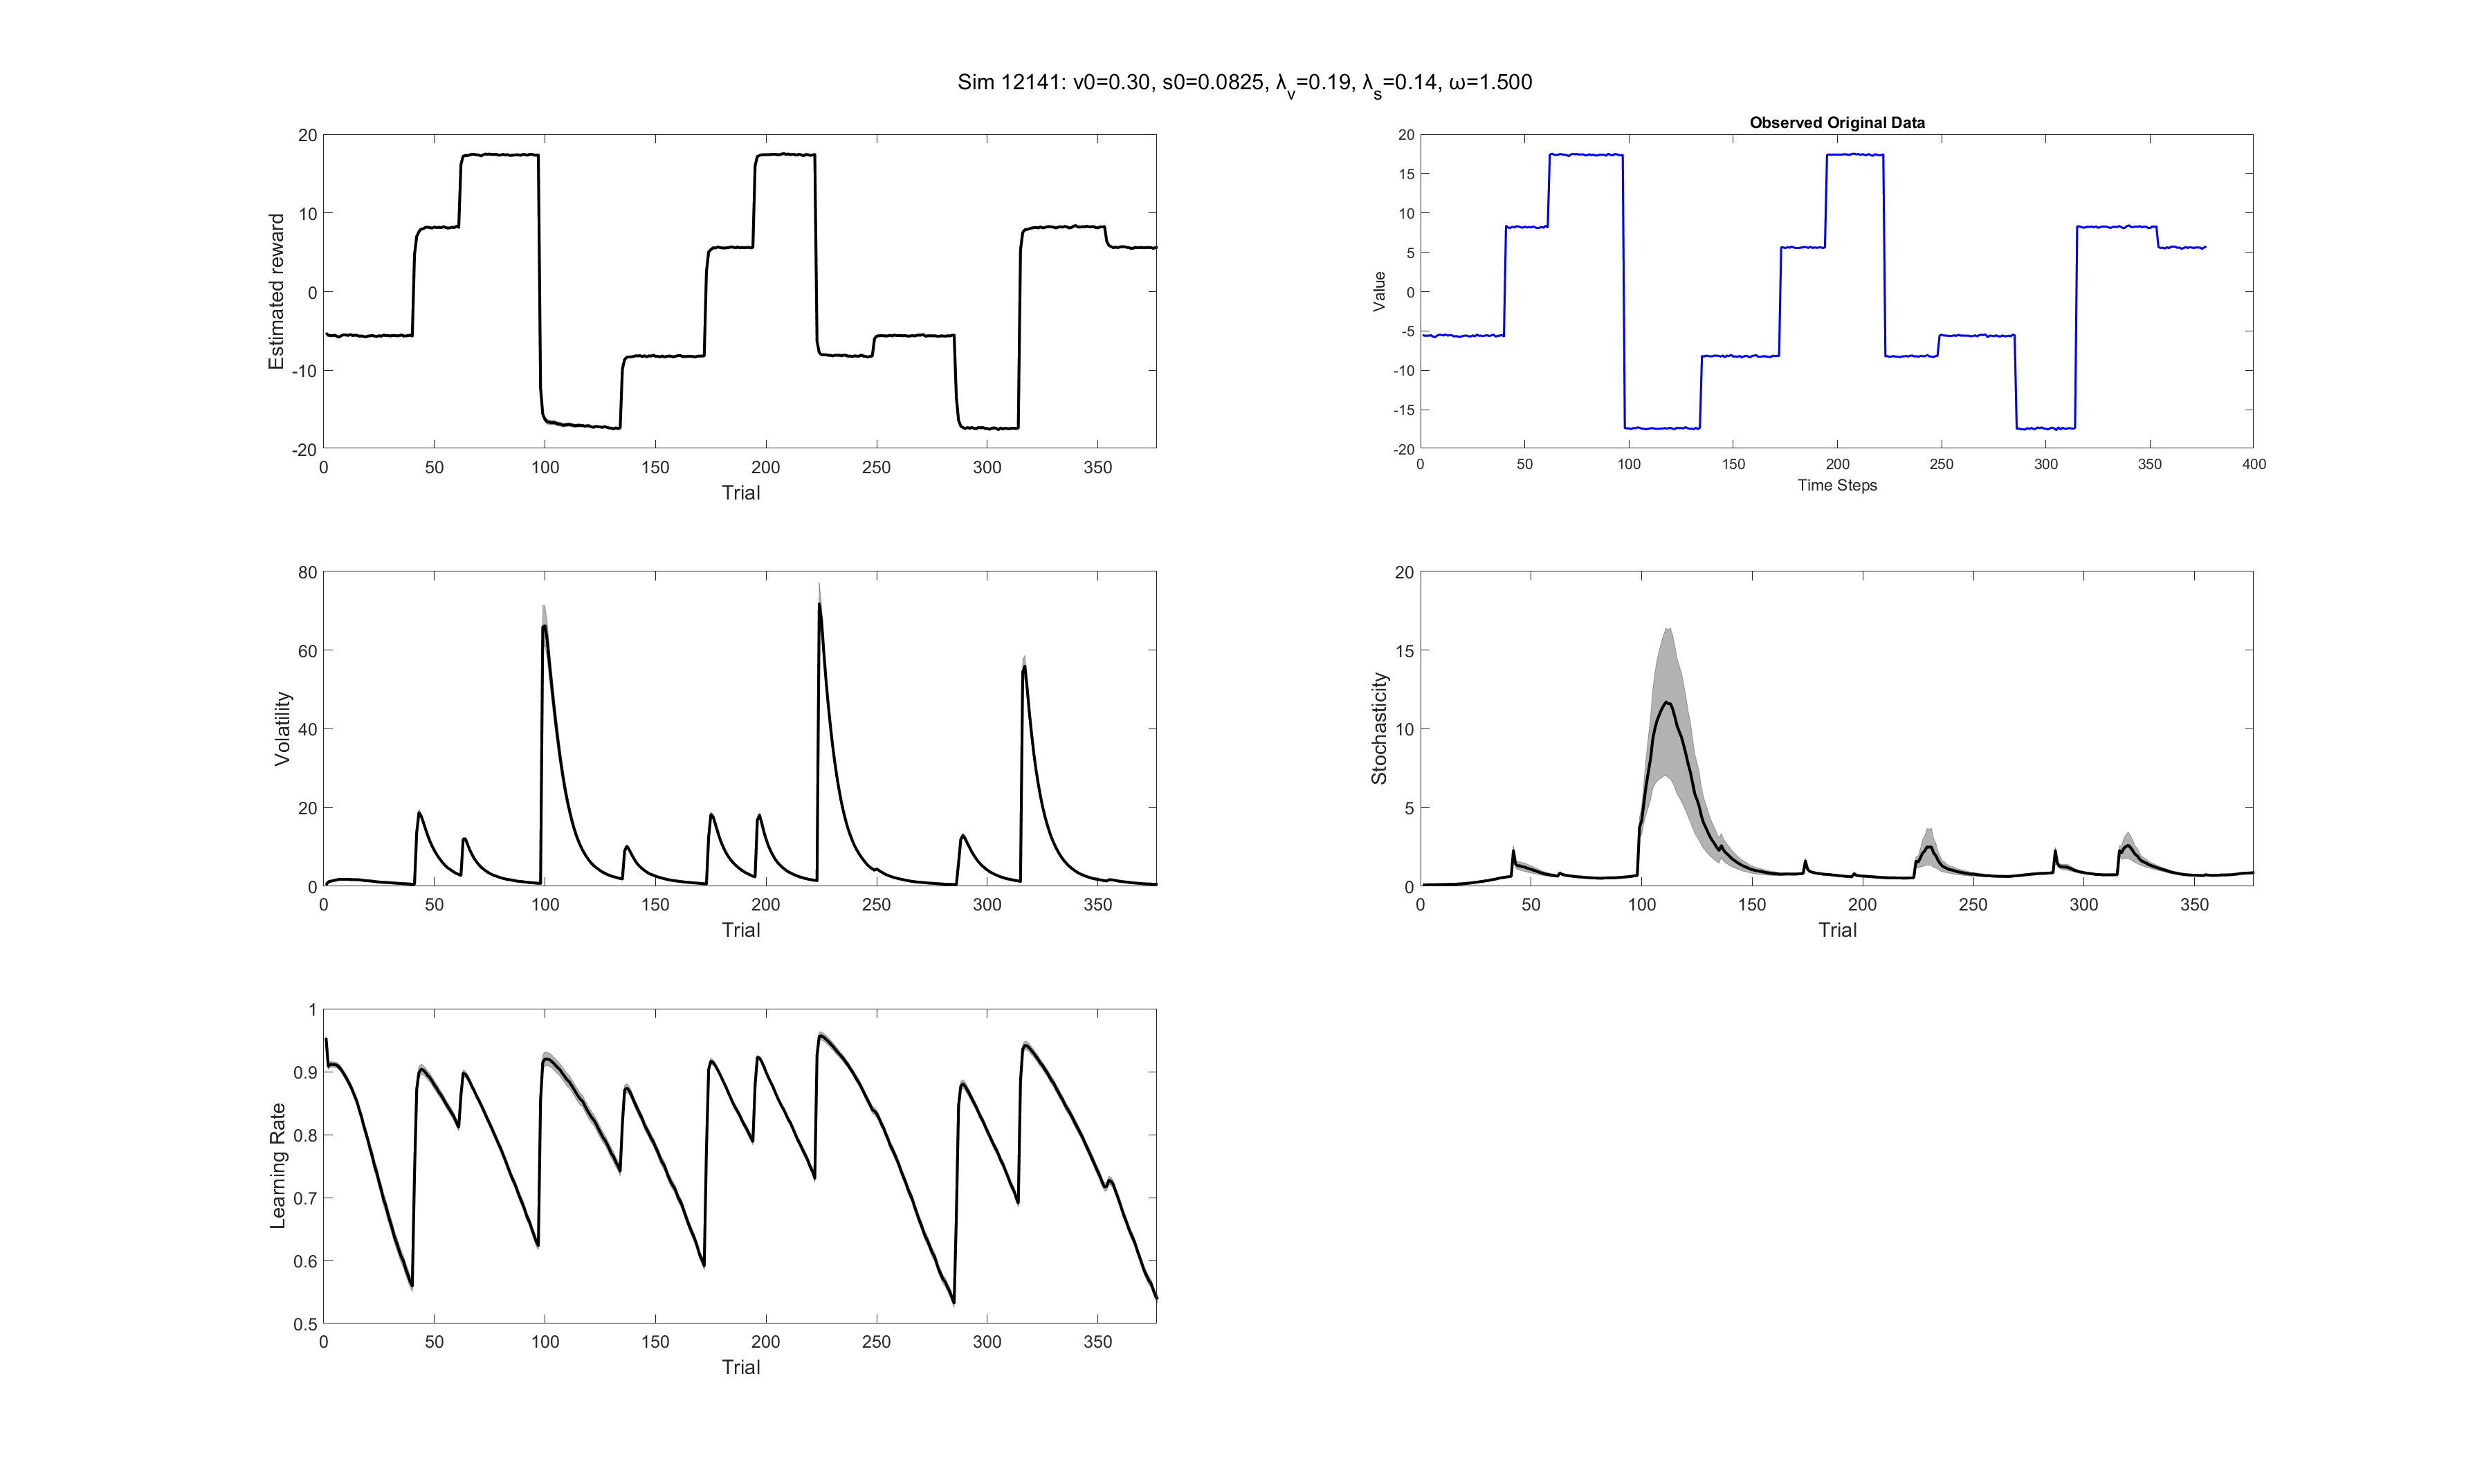 Sim 12141: v0=0.30, s0=0.0825, λ_v=0.19, λ_s=0.14, ω=1.500
20
10
0
-10
-20
Estimated reward
0 50 100 150 200 250 300 350
Trial
Observed Original Data
20
15
10
5
0
-5
-10
-15
-20
Value
0 50 100 150 200 250 300 350 400
Time Steps
80
60
40
20
0
Volatility
0 50 100 150 200 250 300 350
Trial
20
15
10
5
0
Stochasticity
0 50 100 150 200 250 300 350
Trial
1
0.9
0.8
0.7
0.6
0.5
Learning Rate
0 50 100 150 200 250 300 350
Trial